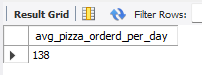 Result Grid Filter Rows:
avg_pizza_orderd_per_day
138